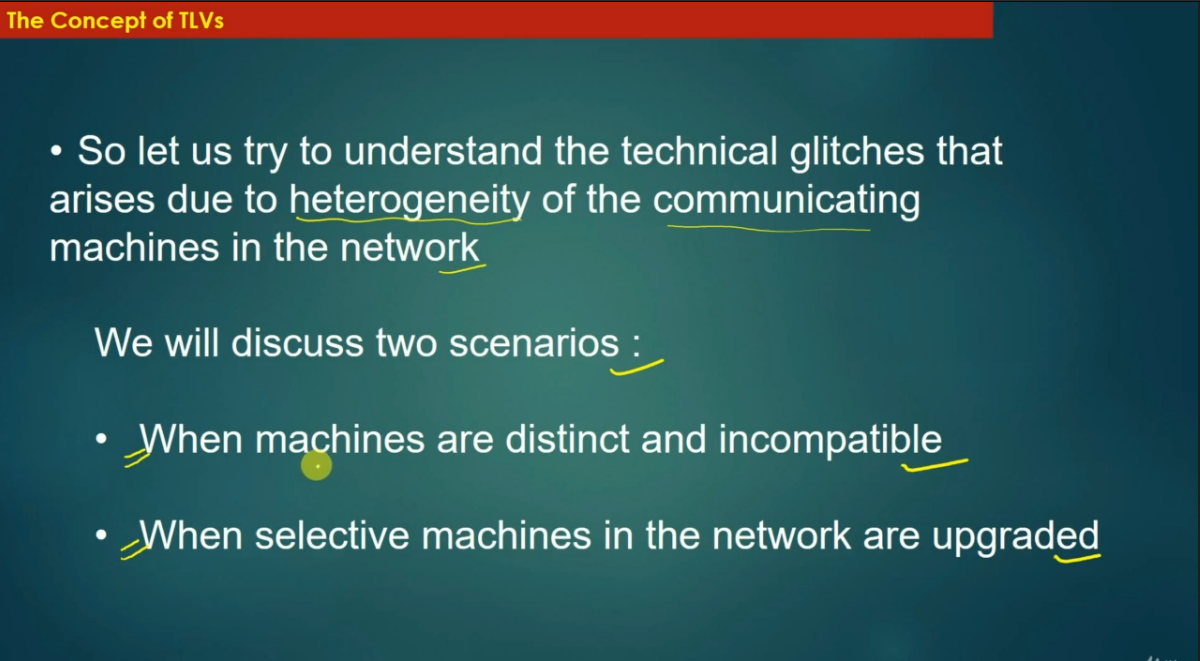 The Concept of TLVs
• So let us try to understand the technical glitches that
arises due to heterogeneity of the communicating
machines in the network
We will discuss two scenarios :
• When machines are distinct and incompatible
• When selective machines in the network are upgraded